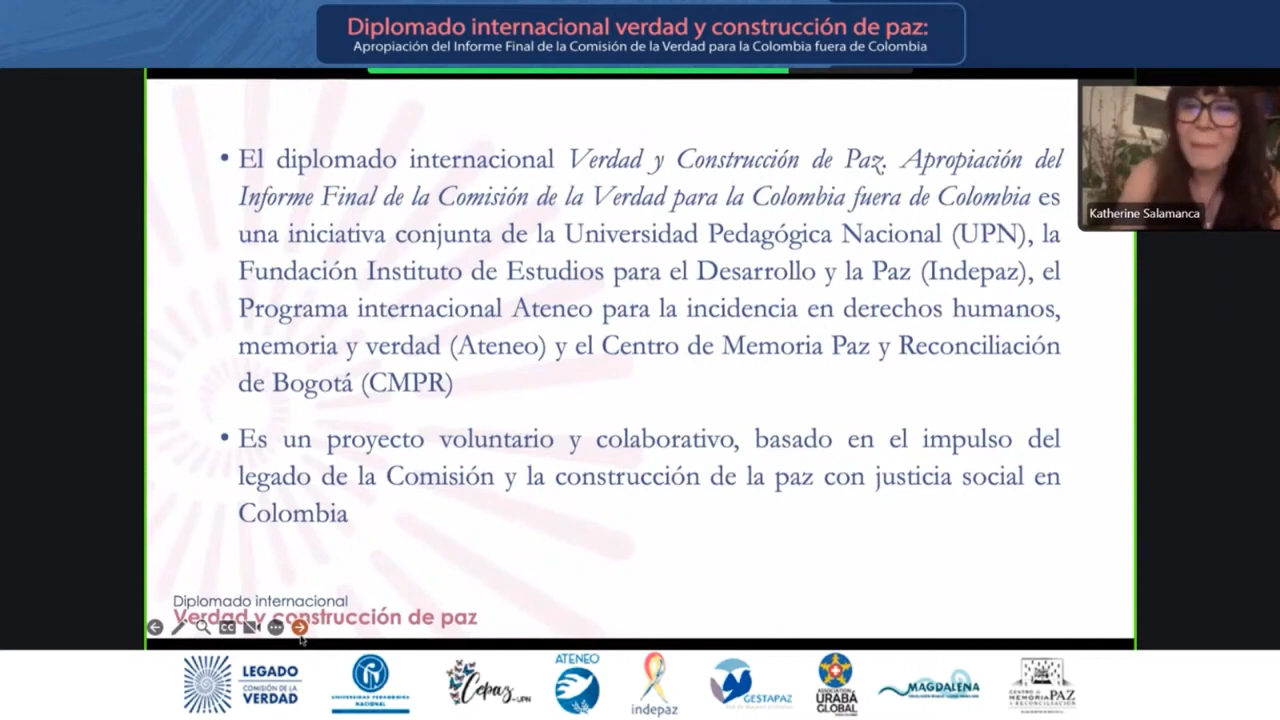 Diplomado internacional verdad y construcción de paz:
Apropiación del Informe Final de la Comisión de la Verdad para la Colombia fuera de Colombia
• El diplomado internacional Verdad y Construcción de Paz. Apropiación del
Informe Final de la Comisión de la Verdad para la Colombia fuera de Colombia es
una iniciativa conjunta de la Universidad Pedagógica Nacional (UPN), la
Fundación Instituto de Estudios para el Desarrollo y la Paz (Indepaz), el
Programa internacional Ateneo para la incidencia en derechos humanos,
memoria y verdad (Ateneo) y el Centro de Memoria Paz y Reconciliación
de Bogotá (CMPR)
• Es un proyecto voluntario y colaborativo, basado en el impulso del
legado de la Comisión y la construcción de la paz con justicia social en
Colombia
Katherine Salamanca
Diplomado internacional
Verdad y construcción de paz
CC
LEGADO
COMISIÓN DE LA
VERDAD
UNIVERSIDAD PEDAGOGICA
NACIONAL
Cepaz
UPN
ATENEO
indepaz
GESTAPAZ
ASSOCIATION
URABÁ
GLOBAL
MAGDALENA
CENTRO DE
MEMORIA PAZ
Y RECONCILIACIÓN